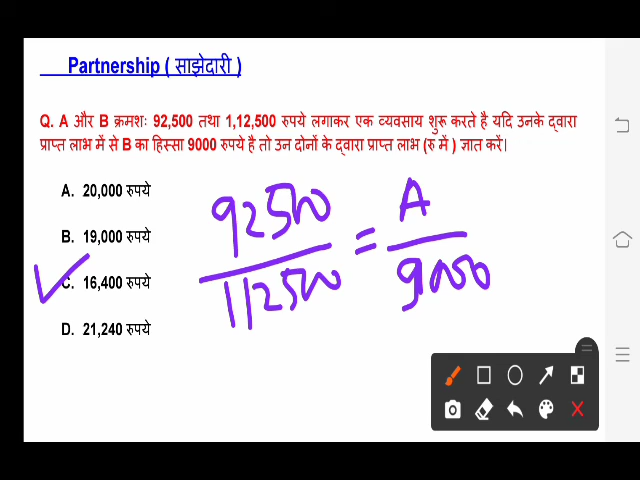 Partnership ( साझेदारी )
Q. A और B क्रमशः 92,500 तथा 1,12,500 रुपये लगाकर एक व्यवसाय शुरू करते है यदि उनके द्वारा
प्राप्त लाभ में से B का हिस्सा 9000 रुपये है तो उन दोनों के द्वारा प्राप्त लाभ (रु में ) ज्ञात करें।
A. 20,000 रुपये
B. 19,000 रुपये
C. 16,400 रुपये
D. 21,240 रुपये
92500 = A
112500 9000